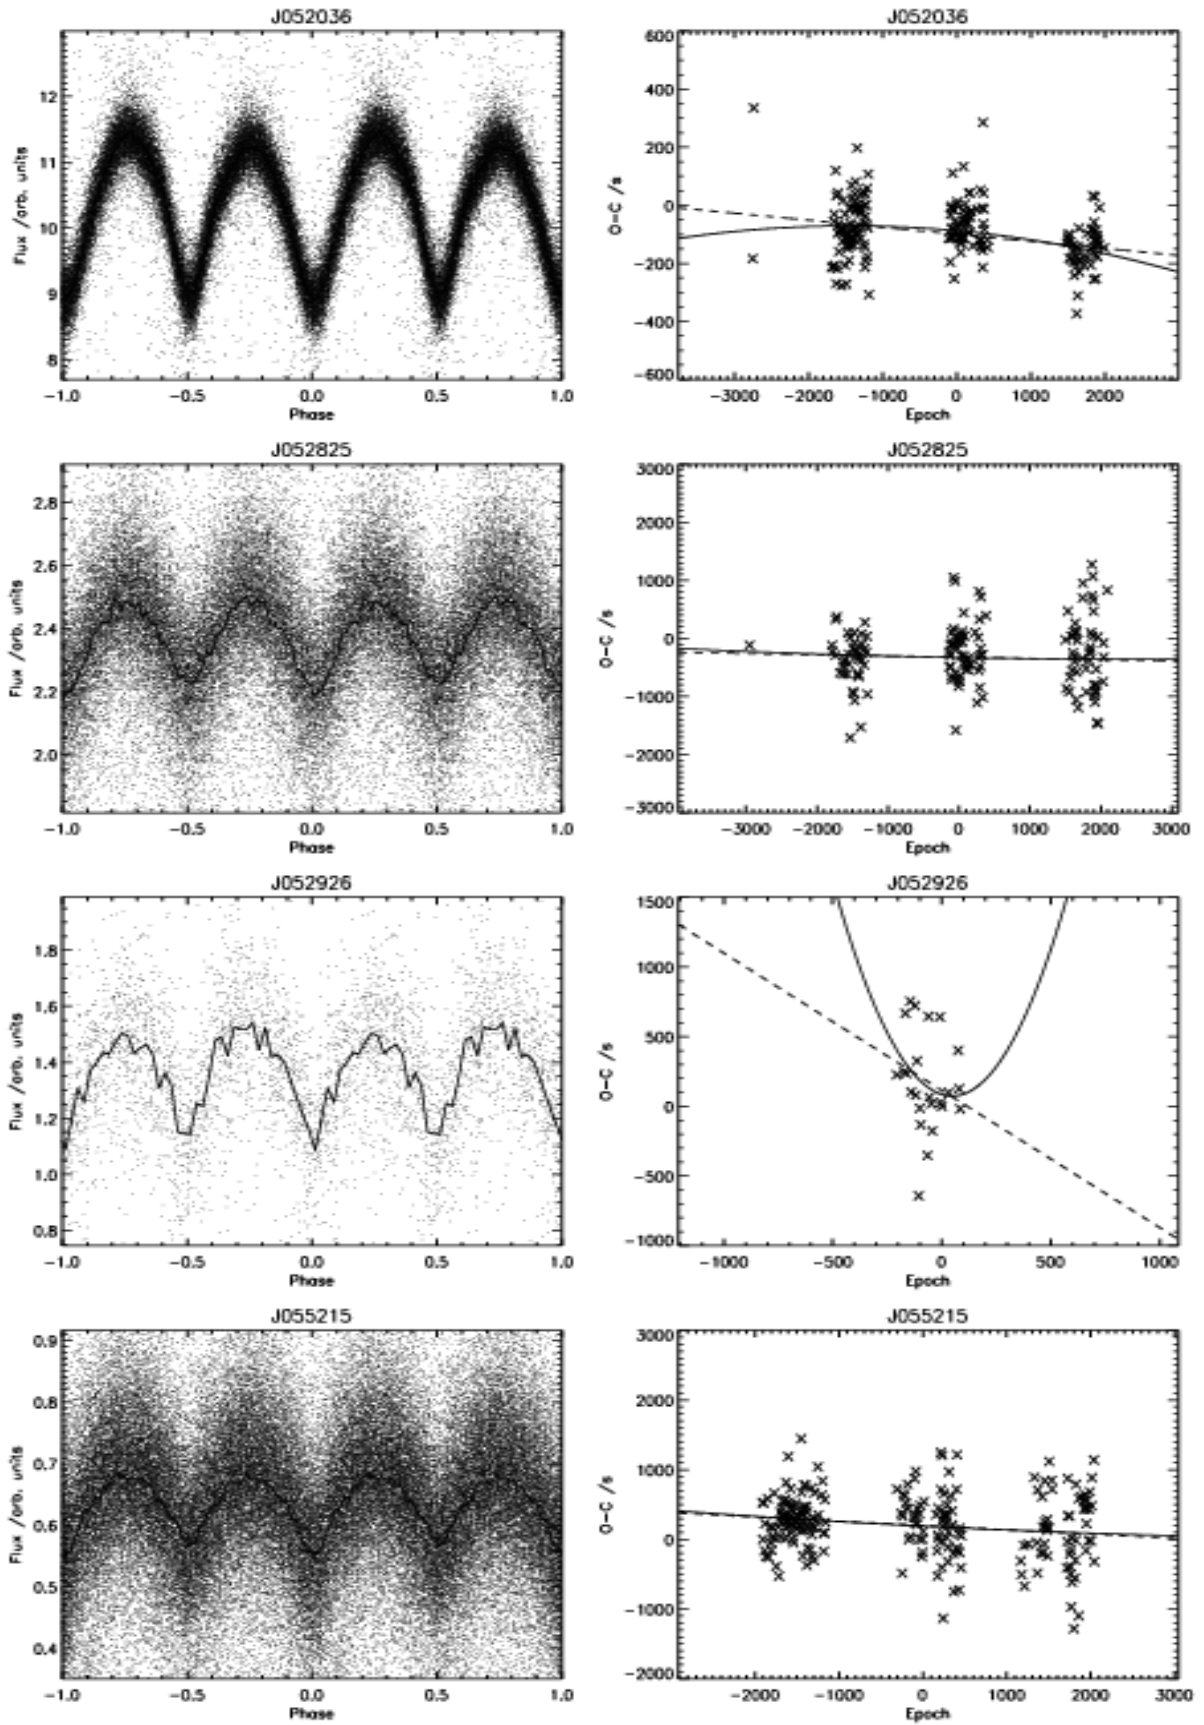 J052036 J052036
12
11
10
9
8
Flux /arb. units
-1.0 -0.5 0.0 0.5 1.0
Phase
600
400
200
0
-200
-400
-600
O-C /s
-3000 -2000 -1000 0 1000 2000
Epoch
J052825 J052825
2.8
2.6
2.4
2.2
2.0
Flux /arb. units
-1.0 -0.5 0.0 0.5 1.0
Phase
3000
2000
1000
0
-1000
-2000
-3000
O-C /s
-3000 -2000 -1000 0 1000 2000 3000
Epoch
J052926 J052926
1.8
1.6
1.4
1.2
1.0
0.8
Flux /arb. units
-1.0 -0.5 0.0 0.5 1.0
Phase
1500
1000
500
0
-500
-1000
O-C /s
-1000 -500 0 500 1000
Epoch
J055215 J055215
0.9
0.8
0.7
0.6
0.5
0.4
Flux /arb. units
-1.0 -0.5 0.0 0.5 1.0
Phase
3000
2000
1000
0
-1000
-2000
O-C /s
-2000 -1000 0 1000 2000 3000
Epoch